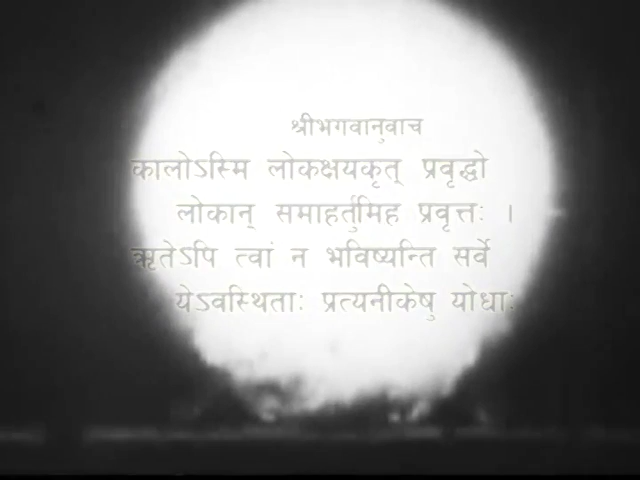 श्रीभगवानुवाच
कालोऽस्मि लोकक्षयकृत् प्रवृद्धो
लोकान् समाहर्तुमिह प्रवृत्तः ।
ऋतेऽपि त्वां न भविष्यन्ति सर्वे
येऽवस्थिताः प्रत्यनीकेषु योधाः